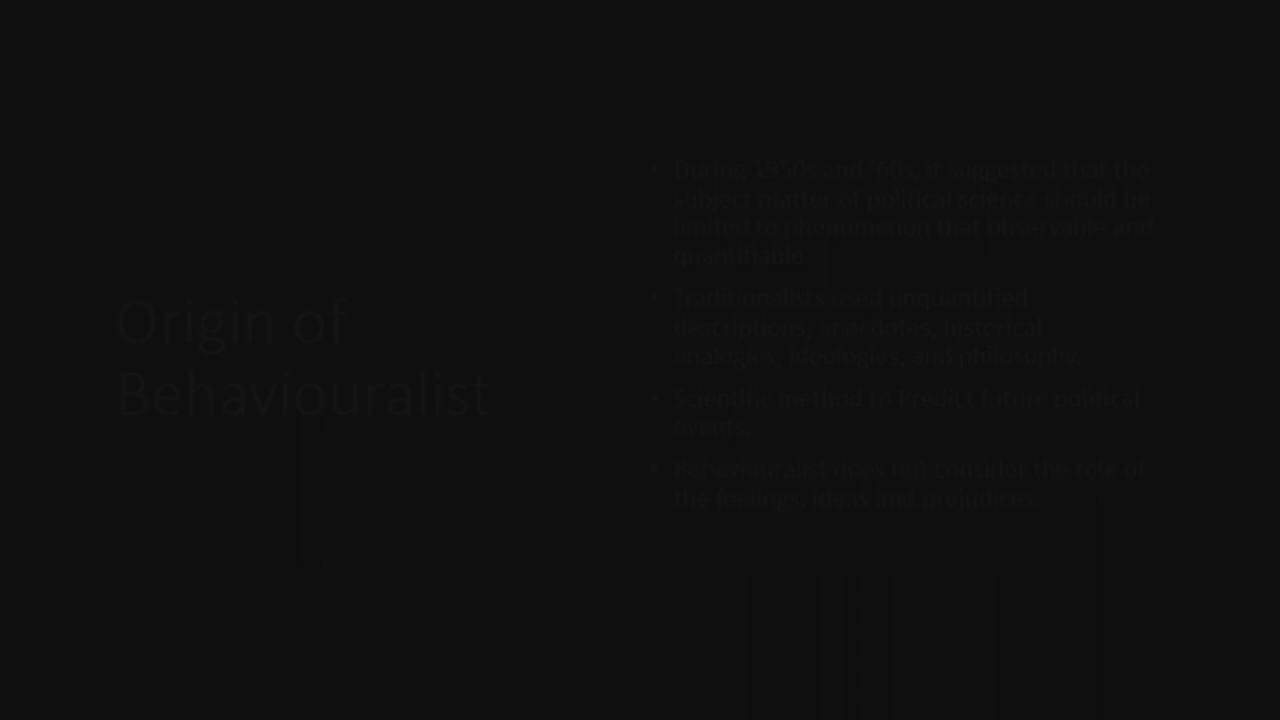 Origin of
Behaviouralist
• During 1950s and '60s, it suggested that the
subject matter of political science should be
limited to phenomenon that observable and
quantifiable.
• Traditionalists used unquantified
descriptions, anecdotes, historical
analogies, ideologies, and philosophy.
• Scientific method to Predict future political
events.
• Behaviouralist does not consider the role of
the feelings, ideas and prejudices.